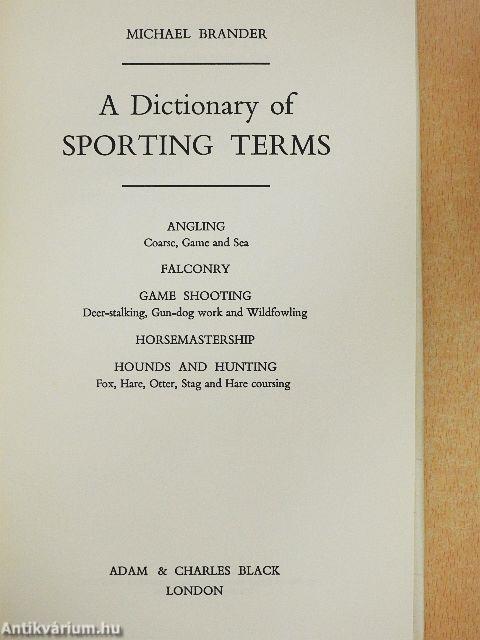 MICHAEL BRANDER
A Dictionary of
SPORTING TERMS
ANGLING
Coarse, Game and Sea
FALCONRY
GAME SHOOTING
Deer-stalking, Gun-dog work and Wildfowling
HORSEMASTERSHIP
HOUNDS AND HUNTING
Fox, Hare, Otter, Stag and Hare coursing
ADAM & CHARLES BLACK
LONDON
Antikvárium.hu